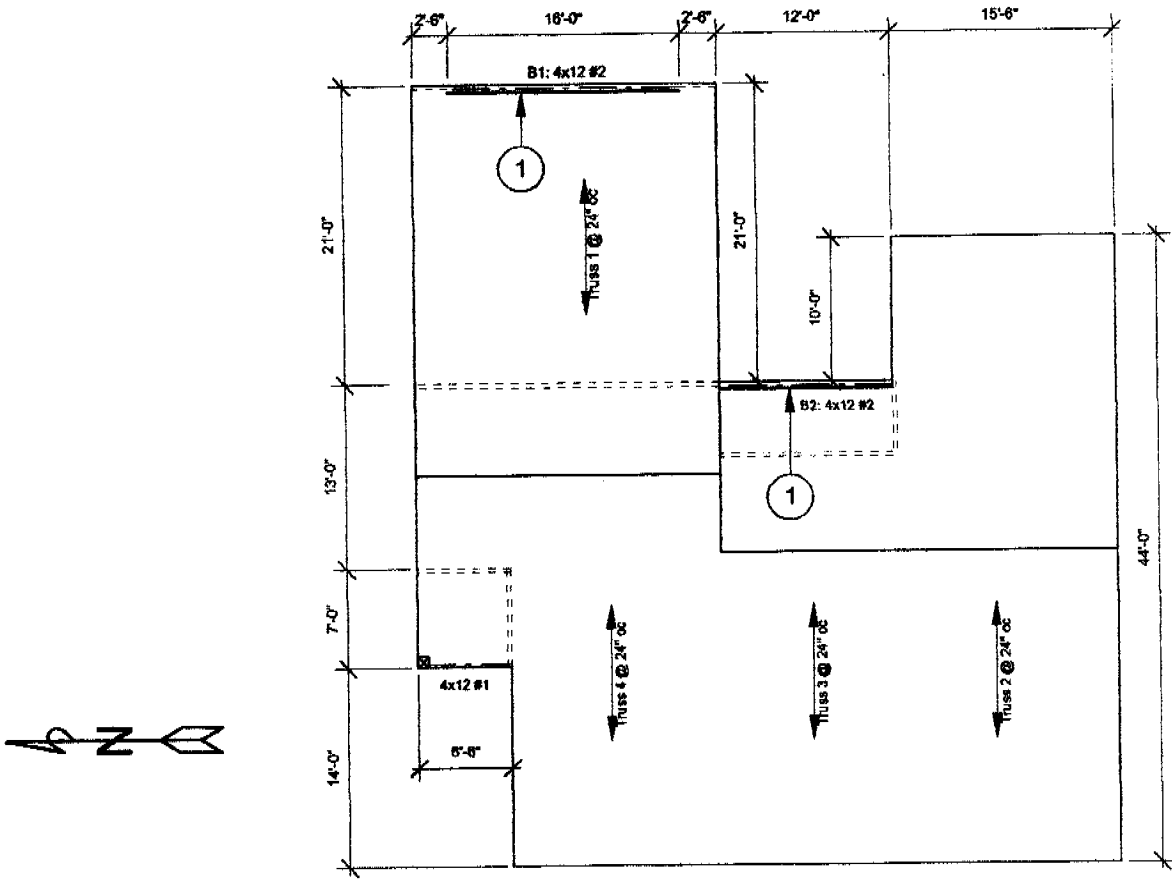 2'-6" 16'-0" 2'-6" 12'-0" 15'-6"
B1: 4x12 #2
1
Truss 1 @ 24" oc
21'-0"
21'-0"
10'-0"
B2: 4x12 #2
1
13'-0"
44'-0"
7'-0"
Truss 4 @ 24" oc
Truss 3 @ 24" oc
Truss 2 @ 24" oc
4x12 #1
N
6'-6"
14'-0"